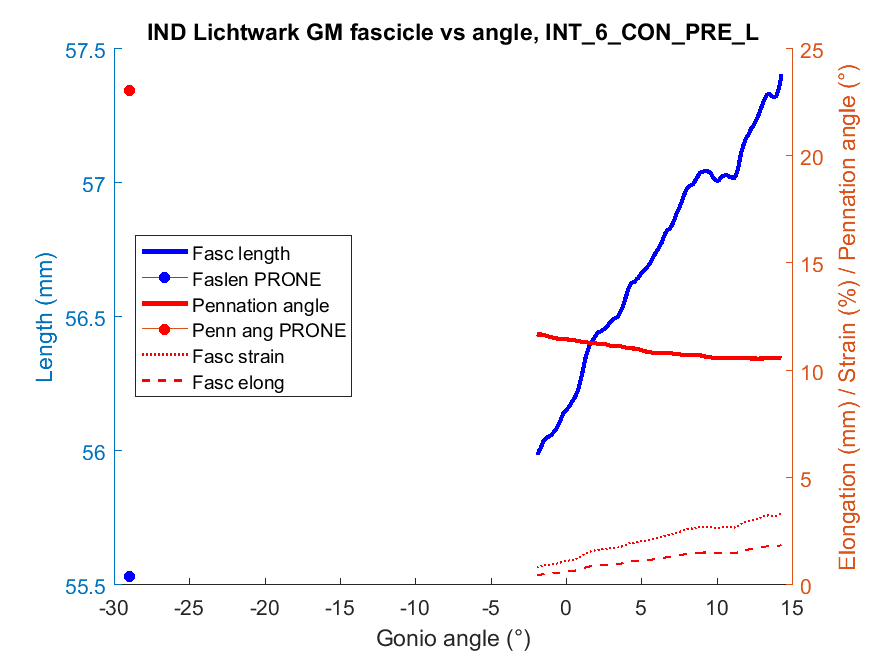 IND Lichtwark GM fascicle vs angle, INT_6_CON_PRE_L
57.5
57
56.5
56
55.5
Length (mm)
25
20
15
10
5
0
Elongation (mm) / Strain (%) / Pennation angle (°)
Fasc length
Faslen PRONE
Pennation angle
Penn ang PRONE
Fasc strain
Fasc elong
-30 -25 -20 -15 -10 -5 0 5 10 15
Gonio angle (°)